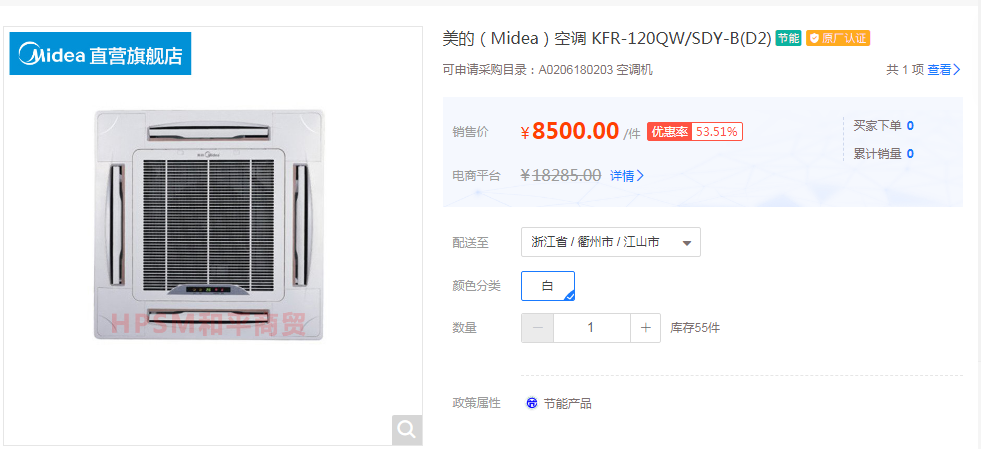 Midea 直营旗舰店
HPSM和平商贸
美的（Midea）空调 KFR-120QW/SDY-B(D2) 节能 原厂认证
可申请采购目录：A0206180203 空调机 共 1 项 查看
销售价 ¥8500.00 /件 优惠率 53.51%
买家下单 0
累计销量 0
电商平台 ¥18285.00 详情
配送至 浙江省 / 衢州市 / 江山市
颜色分类 白
数量 − 1 + 库存55件
政策属性 节能产品